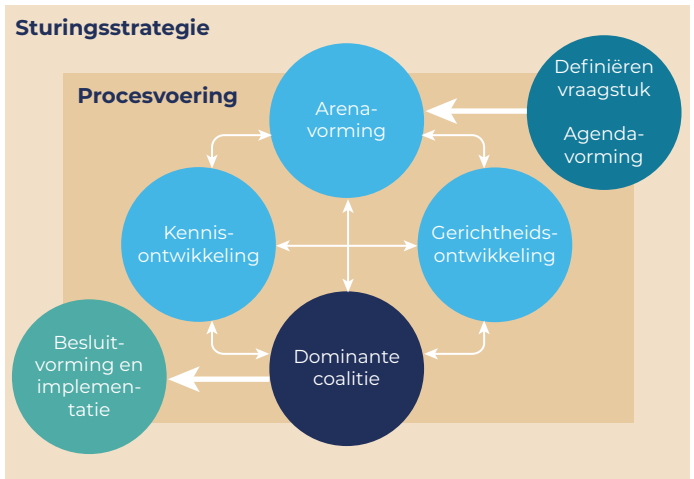 Sturingsstrategie
Procesvoering
Definiëren
vraagstuk
Agenda-
vorming
Arena-
vorming
Kennis-
ontwikkeling
Gerichtheids-
ontwikkeling
Dominante
coalitie
Besluit-
vorming en
implemen-
tatie